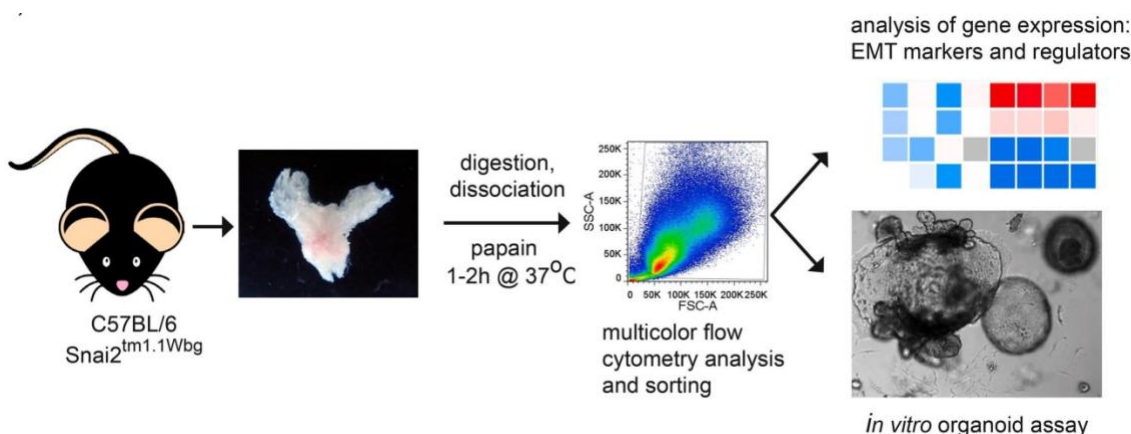 analysis of gene expression:
EMT markers and regulators
digestion,
dissociation
papain
1-2h @ 37°C
C57BL/6
Snai2tm1.1Wbg
SSC-A
250K
200K
150K
100K
50K
0
0 50K 100K 150K 200K 250K
FSC-A
multicolor flow
cytometry analysis
and sorting
in vitro organoid assay